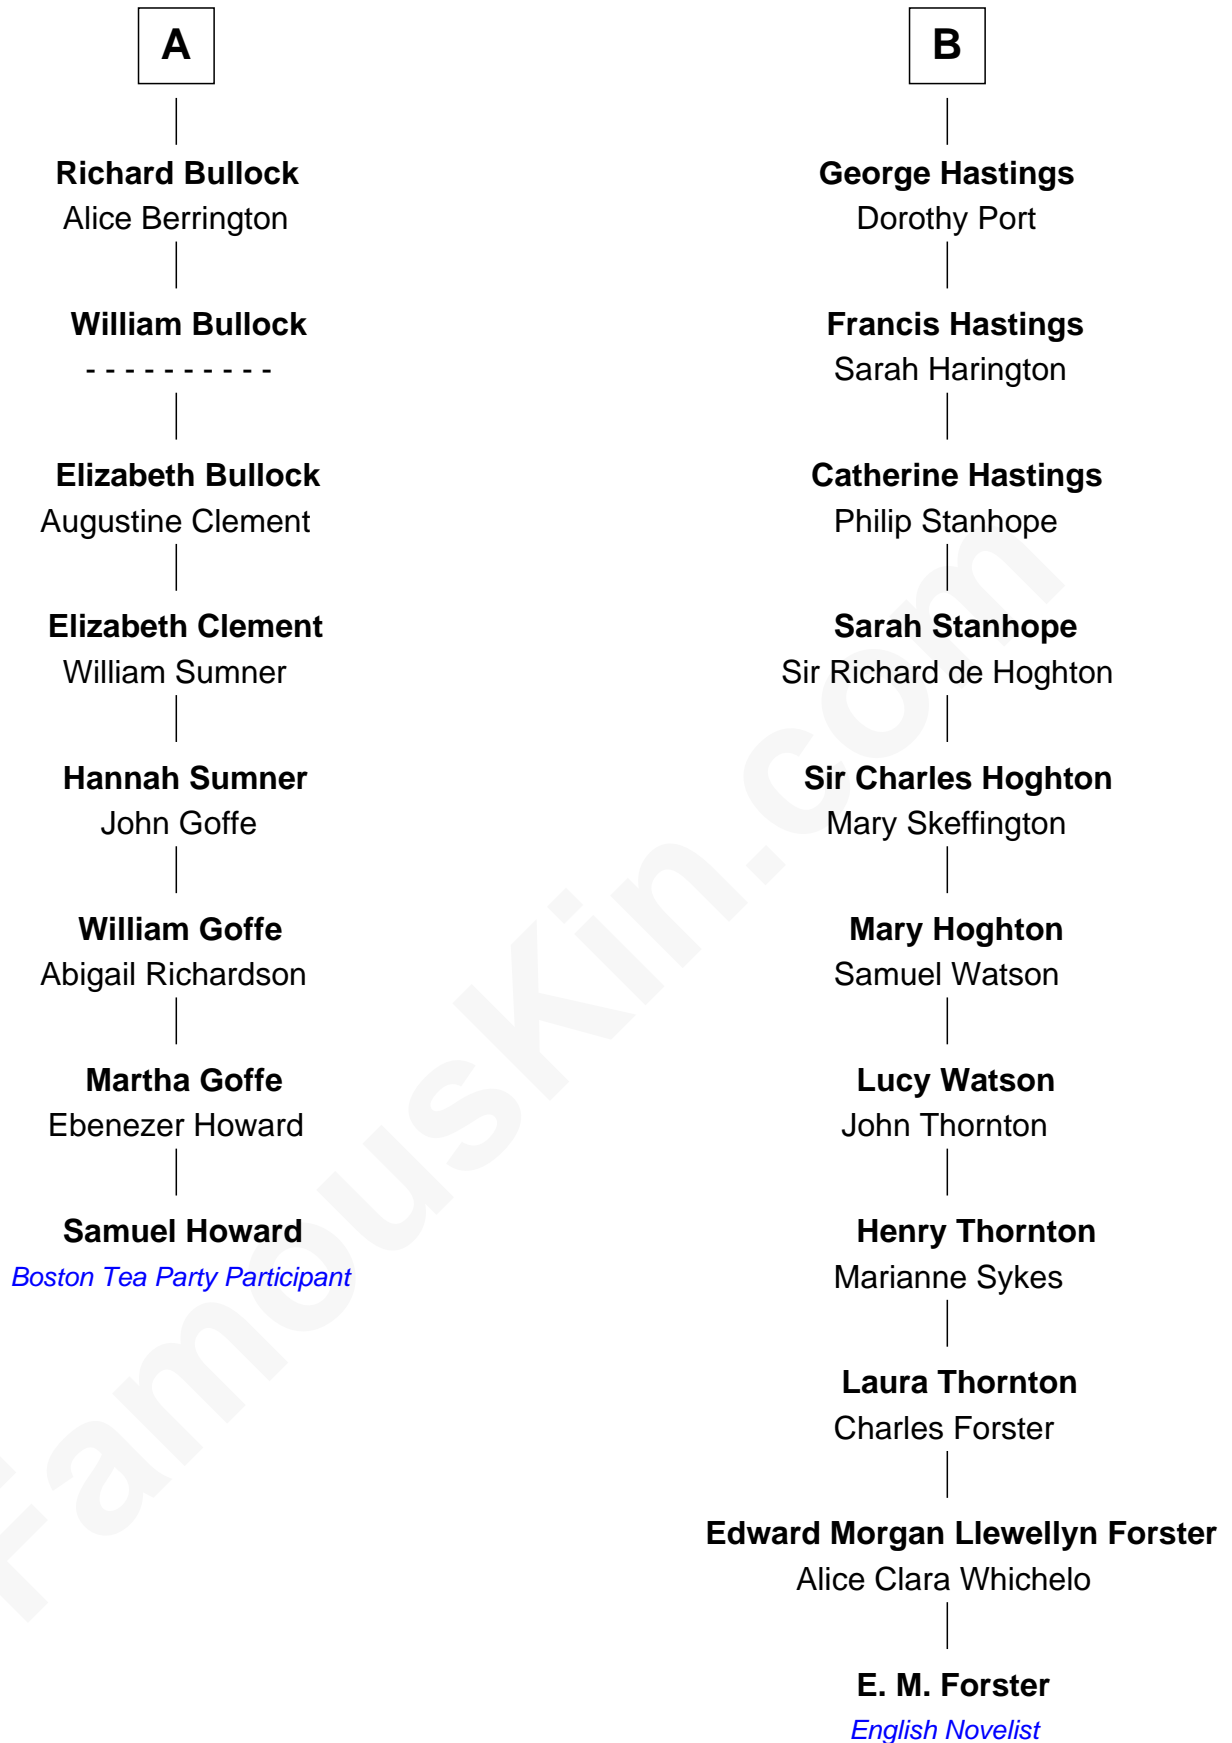 A
Richard Bullock
Alice Berrington
William Bullock
- - - - - - - - - -
Elizabeth Bullock
Augustine Clement
Elizabeth Clement
William Sumner
Hannah Sumner
John Goffe
William Goffe
Abigail Richardson
Martha Goffe
Ebenezer Howard
Samuel Howard
Boston Tea Party Participant
B
George Hastings
Dorothy Port
Francis Hastings
Sarah Harington
Catherine Hastings
Philip Stanhope
Sarah Stanhope
Sir Richard de Hoghton
Sir Charles Hoghton
Mary Skeffington
Mary Hoghton
Samuel Watson
Lucy Watson
John Thornton
Henry Thornton
Marianne Sykes
Laura Thornton
Charles Forster
Edward Morgan Llewellyn Forster
Alice Clara Whichelo
E. M. Forster
English Novelist
FamousKin.com